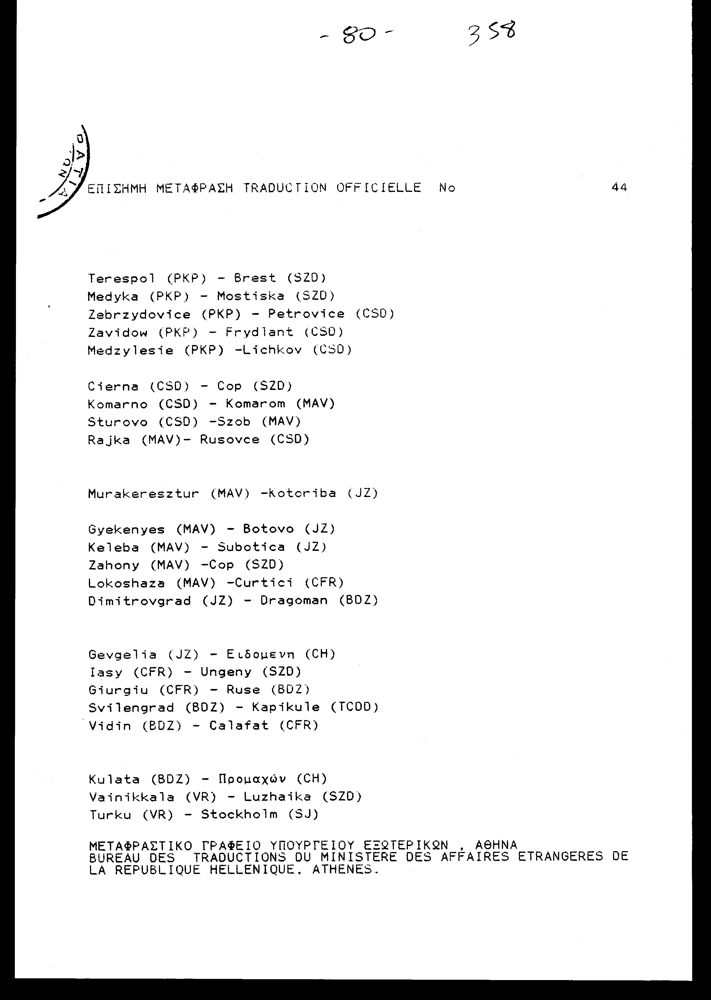 - 80 - 358
ΡΑΤΙΑ
ΩΝ
ΕΠΙΣΗΜΗ ΜΕΤΑΦΡΑΣΗ TRADUCTION OFFICIELLE No 44
Terespol (PKP) - Brest (SZD)
Medyka (PKP) - Mostiska (SZD)
Zebrzydovice (PKP) - Petrovice (CSD)
Zavidow (PKP) - Frydlant (CSD)
Medzylesie (PKP) -Lichkov (CSD)
Cierna (CSD) - Cop (SZD)
Komarno (CSD) - Komarom (MAV)
Sturovo (CSD) -Szob (MAV)
Rajka (MAV)- Rusovce (CSD)
Murakeresztur (MAV) -Kotoriba (JZ)
Gyekenyes (MAV) - Botovo (JZ)
Keleba (MAV) - Subotica (JZ)
Zahony (MAV) -Cop (SZD)
Lokoshaza (MAV) -Curtici (CFR)
Dimitrovgrad (JZ) - Dragoman (BDZ)
Gevgelia (JZ) - Ειδομένη (CH)
Iasy (CFR) - Ungeny (SZD)
Giurgiu (CFR) - Ruse (BDZ)
Svilengrad (BDZ) - Kapikule (TCDD)
Vidin (BDZ) - Calafat (CFR)
Kulata (BDZ) - Προμαχών (CH)
Vainikkala (VR) - Luzhaika (SZD)
Turku (VR) - Stockholm (SJ)
ΜΕΤΑΦΡΑΣΤΙΚΟ ΓΡΑΦΕΙΟ ΥΠΟΥΡΓΕΙΟΥ ΕΞΩΤΕΡΙΚΩΝ , ΑΘΗΝΑ
BUREAU DES TRADUCTIONS DU MINISTERE DES AFFAIRES ETRANGERES DE
LA REPUBLIQUE HELLENIQUE, ATHENES.